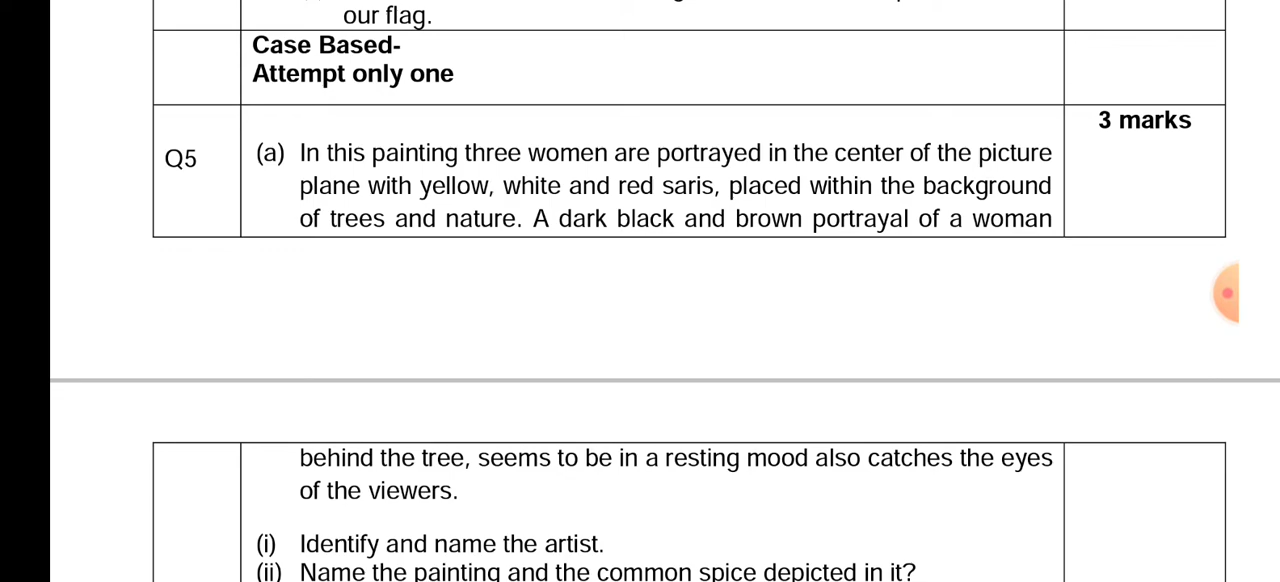 our flag.
Case Based-
Attempt only one
3 marks
Q5
(a) In this painting three women are portrayed in the center of the picture
plane with yellow, white and red saris, placed within the background
of trees and nature. A dark black and brown portrayal of a woman
behind the tree, seems to be in a resting mood also catches the eyes
of the viewers.
(i) Identify and name the artist.
(ii) Name the painting and the common spice depicted in it?